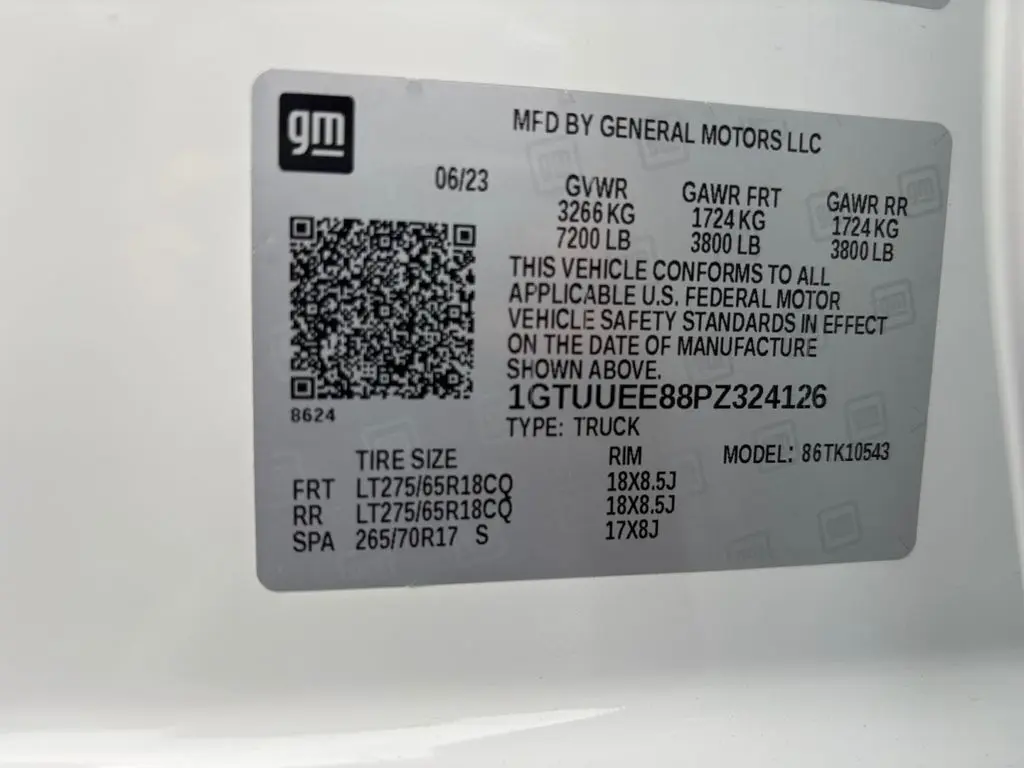 gm
MFD BY GENERAL MOTORS LLC
06/23
GVWR GAWR FRT GAWR RR
3266 KG 1724 KG 1724 KG
7200 LB 3800 LB 3800 LB
THIS VEHICLE CONFORMS TO ALL
APPLICABLE U.S. FEDERAL MOTOR
VEHICLE SAFETY STANDARDS IN EFFECT
ON THE DATE OF MANUFACTURE
SHOWN ABOVE.
8624
1GTUUEE88PZ324126
TYPE: TRUCK
TIRE SIZE RIM MODEL: 86TK10543
FRT LT275/65R18CQ 18X8.5J
RR LT275/65R18CQ 18X8.5J
SPA 265/70R17 S 17X8J